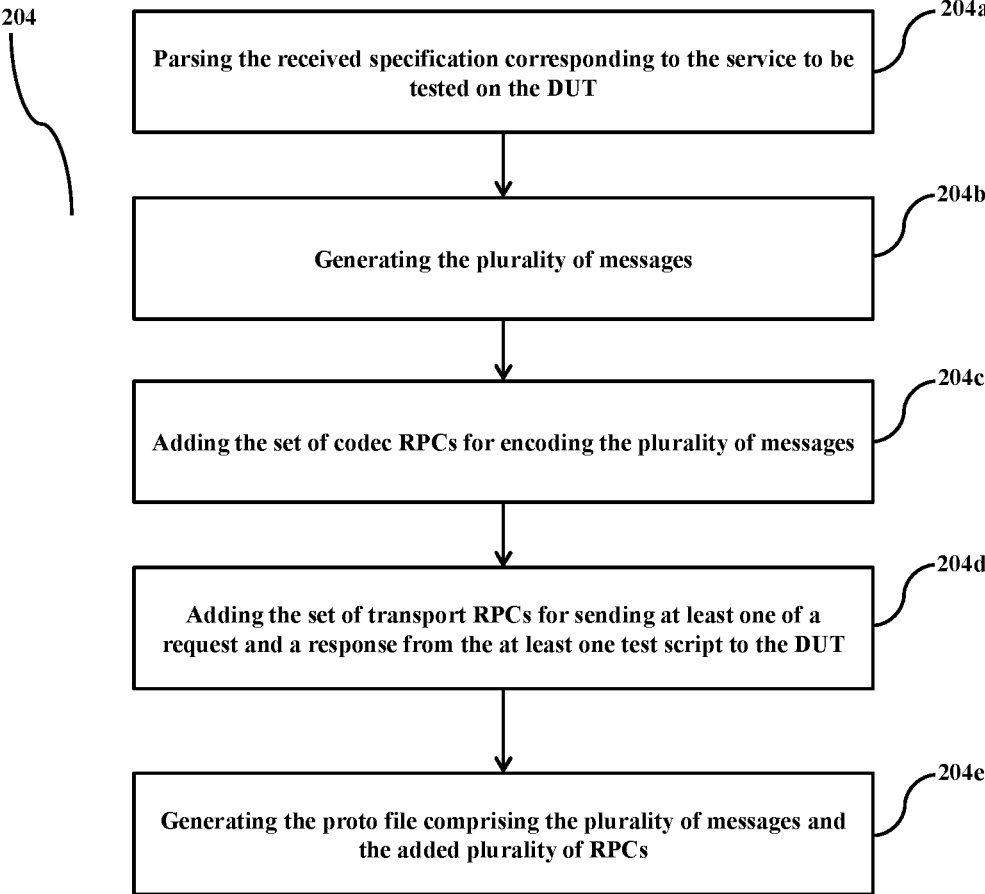 204
204a
Parsing the received specification corresponding to the service to be
tested on the DUT
204b
Generating the plurality of messages
204c
Adding the set of codec RPCs for encoding the plurality of messages
204d
Adding the set of transport RPCs for sending at least one of a
request and a response from the at least one test script to the DUT
204e
Generating the proto file comprising the plurality of messages and
the added plurality of RPCs